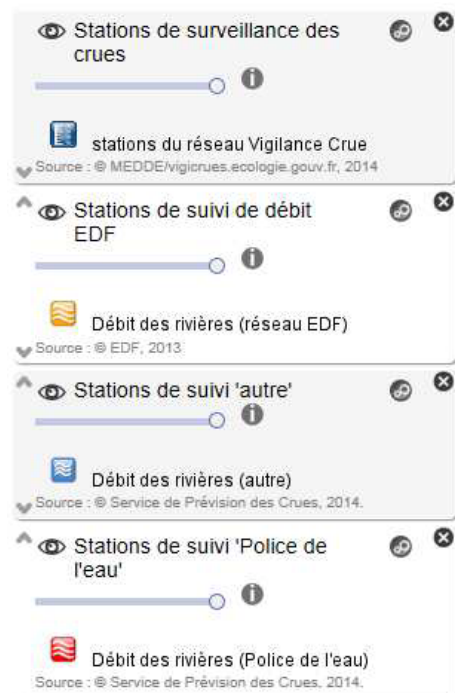 Stations de surveillance des
crues
stations du réseau Vigilance Crue
Source : © MEDDE/vigicrues.ecologie.gouv.fr, 2014
Stations de suivi de débit
EDF
Débit des rivières (réseau EDF)
Source : © EDF, 2013
Stations de suivi 'autre'
Débit des rivières (autre)
Source : © Service de Prévision des Crues, 2014.
Stations de suivi 'Police de
l'eau'
Débit des rivières (Police de l'eau)
Source : © Service de Prévision des Crues, 2014.